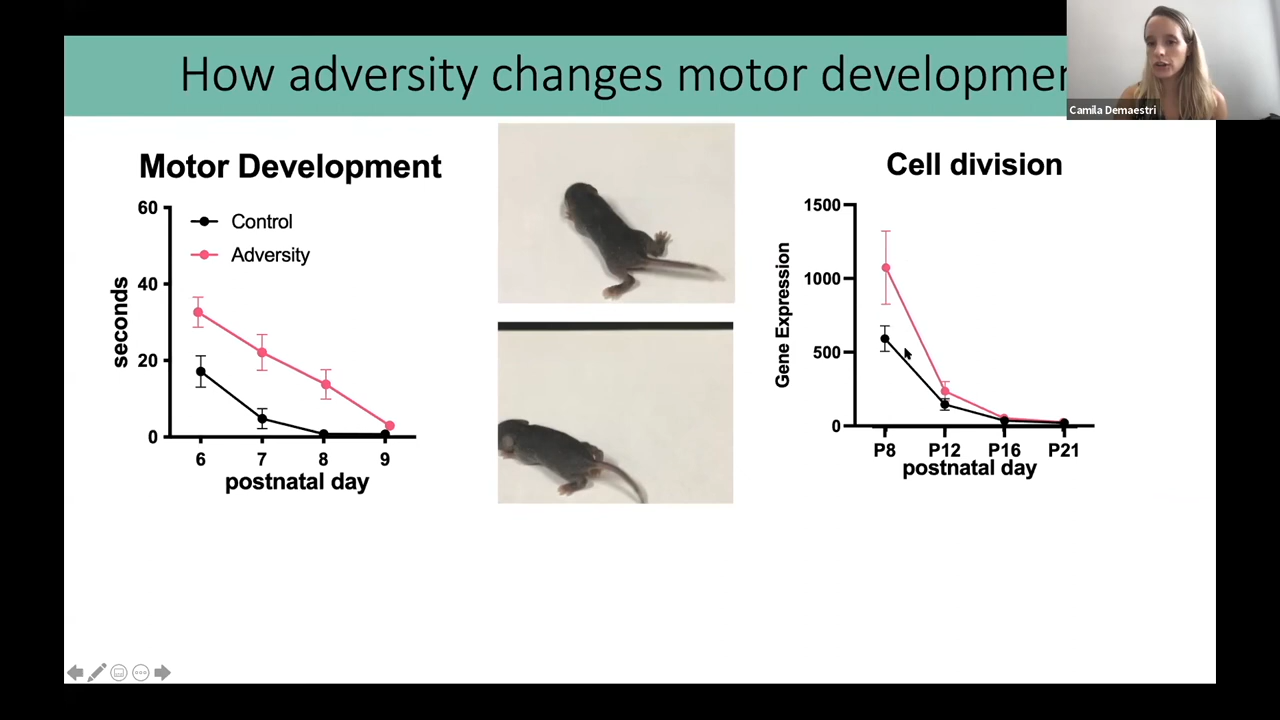 How adversity changes motor developmen
Camila Demaestri
Motor Development
60
40
20
0
seconds
Control
Adversity
6 7 8 9
postnatal day
Cell division
1500
1000
500
0
Gene Expression
P8 P12 P16 P21
postnatal day